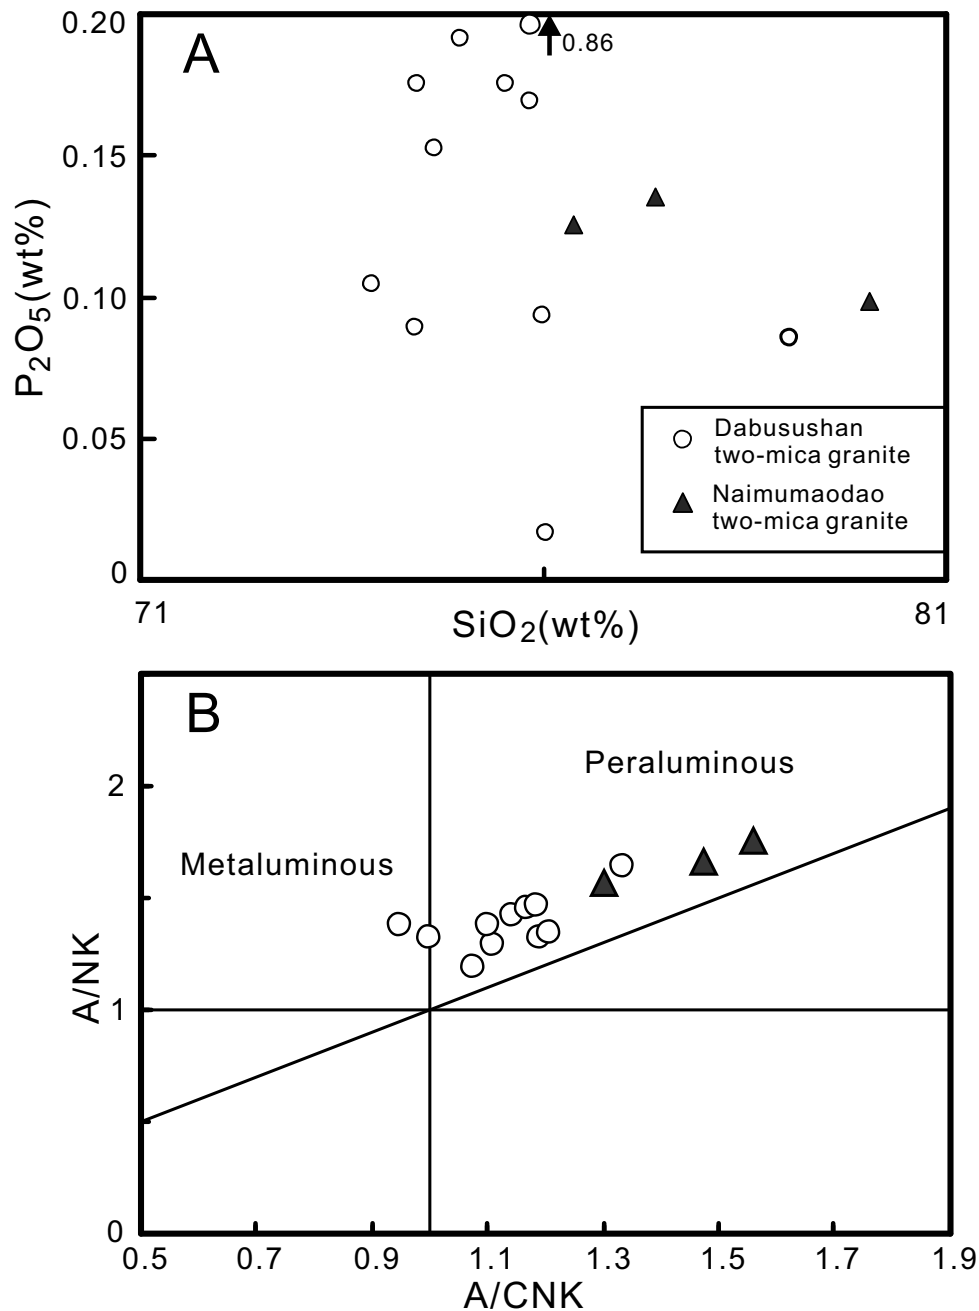 A
0.20
0.86
0.15
0.10
0.05
0
P2O5(wt%)
Dabusushan
two-mica granite
Naimumaodao
two-mica granite
71
SiO2(wt%)
81
B
Peraluminous
2
Metaluminous
A/NK
1
0
0.5
0.7
0.9
1.1
1.3
1.5
1.7
1.9
A/CNK